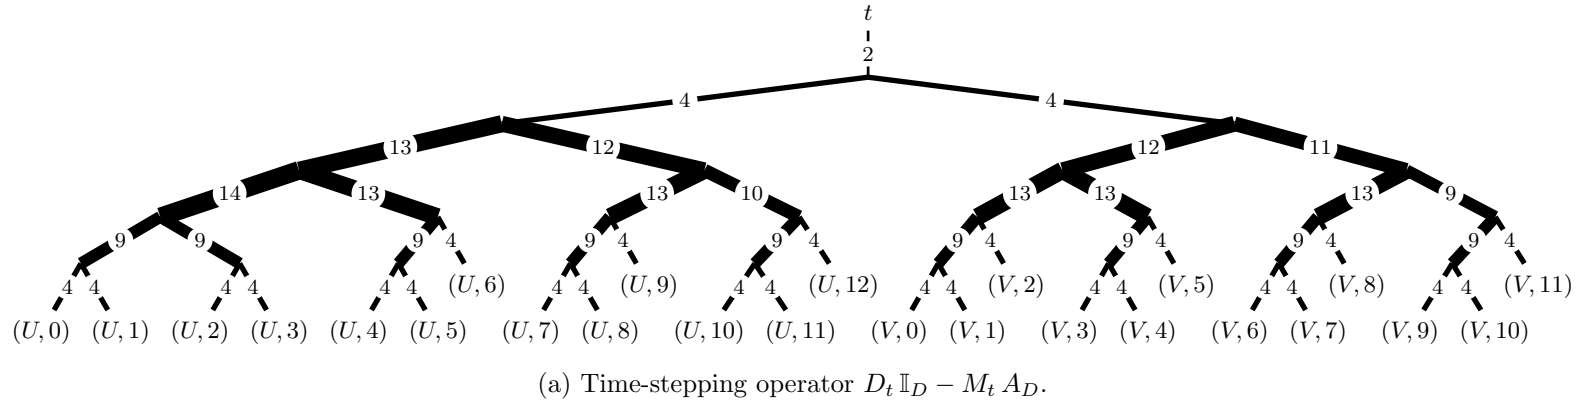 t
2
4 4
13 12 12 11
14 13 13 10 13 13 13 9
9 9 9 4 9 4 9 4 9 4 9 4 9 4 9 4
(U, 6) (U, 9) (U, 12) (V, 2) (V, 5) (V, 8) (V, 11)
4 4 4 4 4 4 4 4 4 4 4 4 4 4 4 4 4 4
(U, 0) (U, 1) (U, 2) (U, 3) (U, 4) (U, 5) (U, 7) (U, 8) (U, 10) (U, 11) (V, 0) (V, 1) (V, 3) (V, 4) (V, 6) (V, 7) (V, 9) (V, 10)
(a) Time-stepping operator D_t 𝕀_D − M_t A_D.